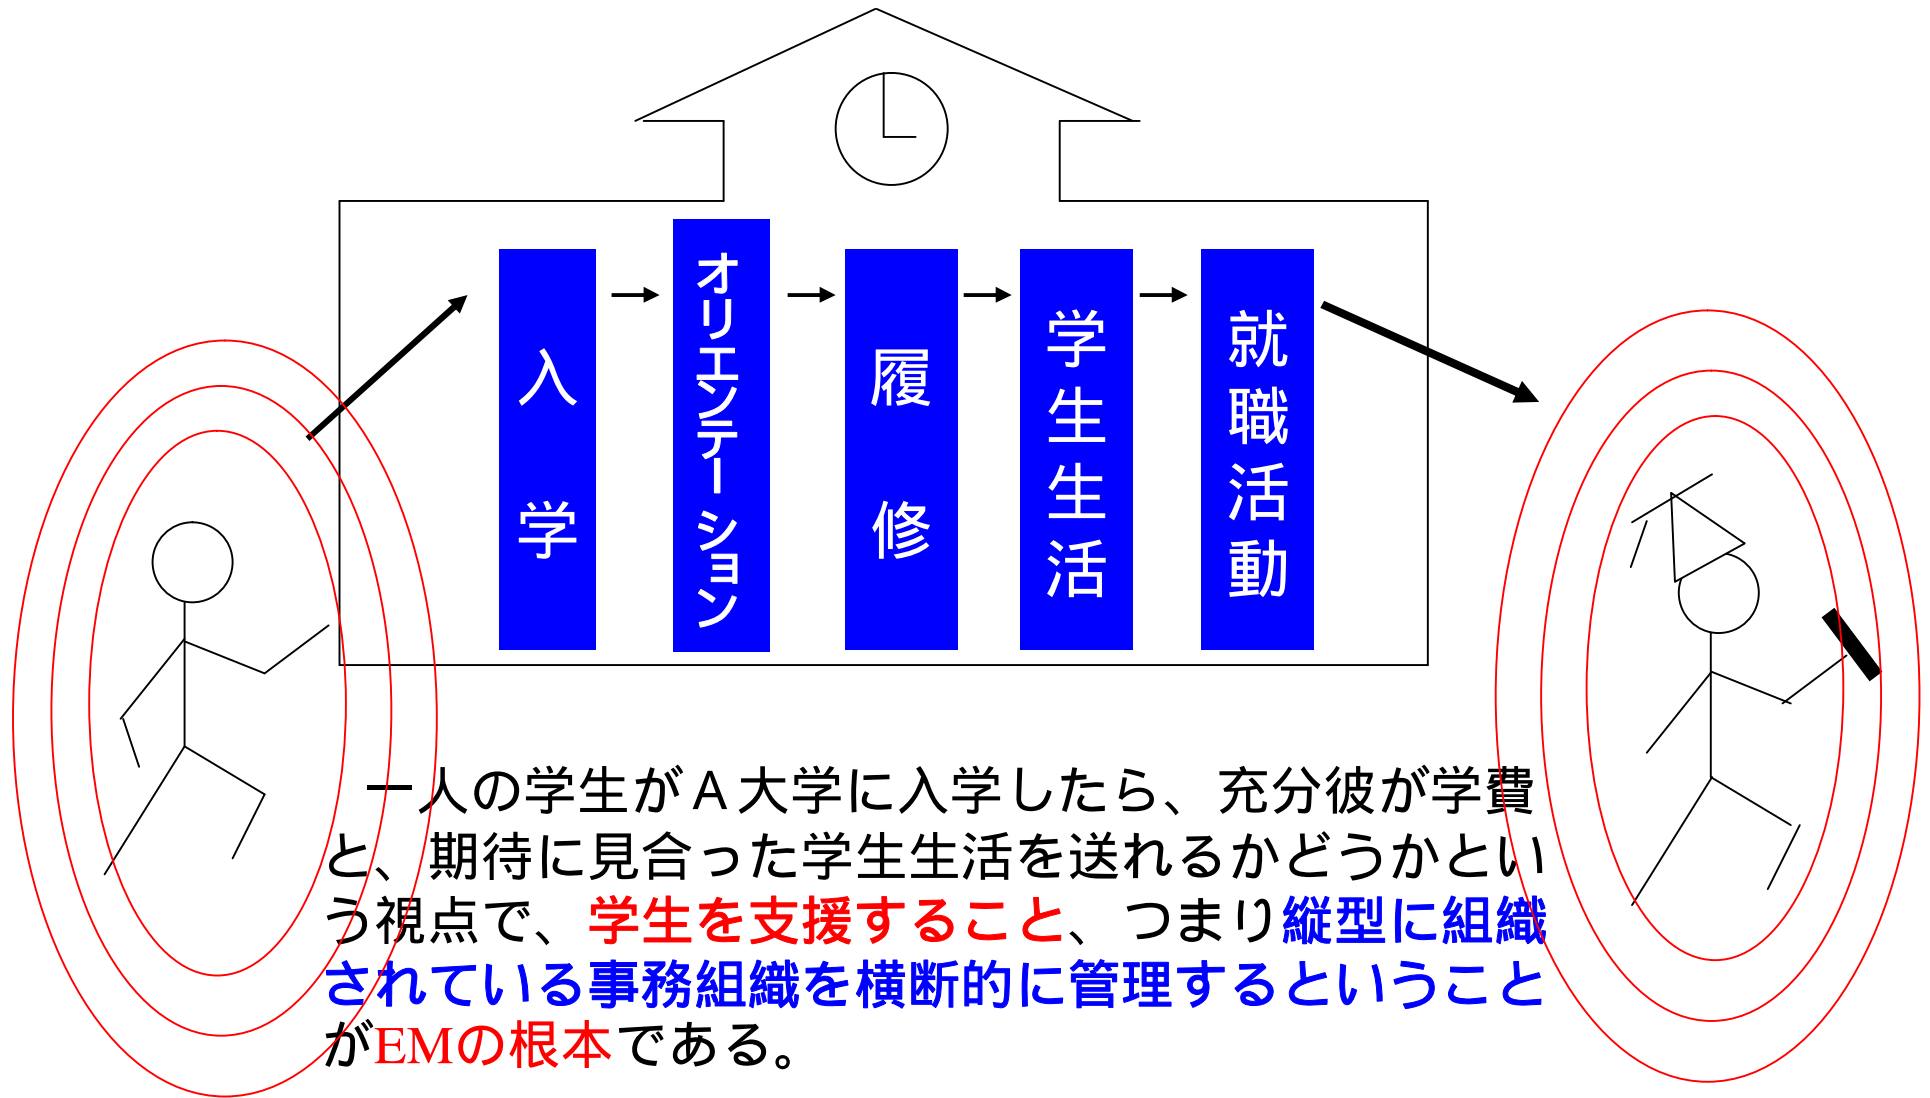 入学
オリエンテーション
履修
学生生活
就職活動
一人の学生がＡ大学に入学したら、充分彼が学費
と、期待に見合った学生生活を送れるかどうかとい
う視点で、学生を支援すること、つまり縦型に組織
されている事務組織を横断的に管理するということ
がEMの根本である。